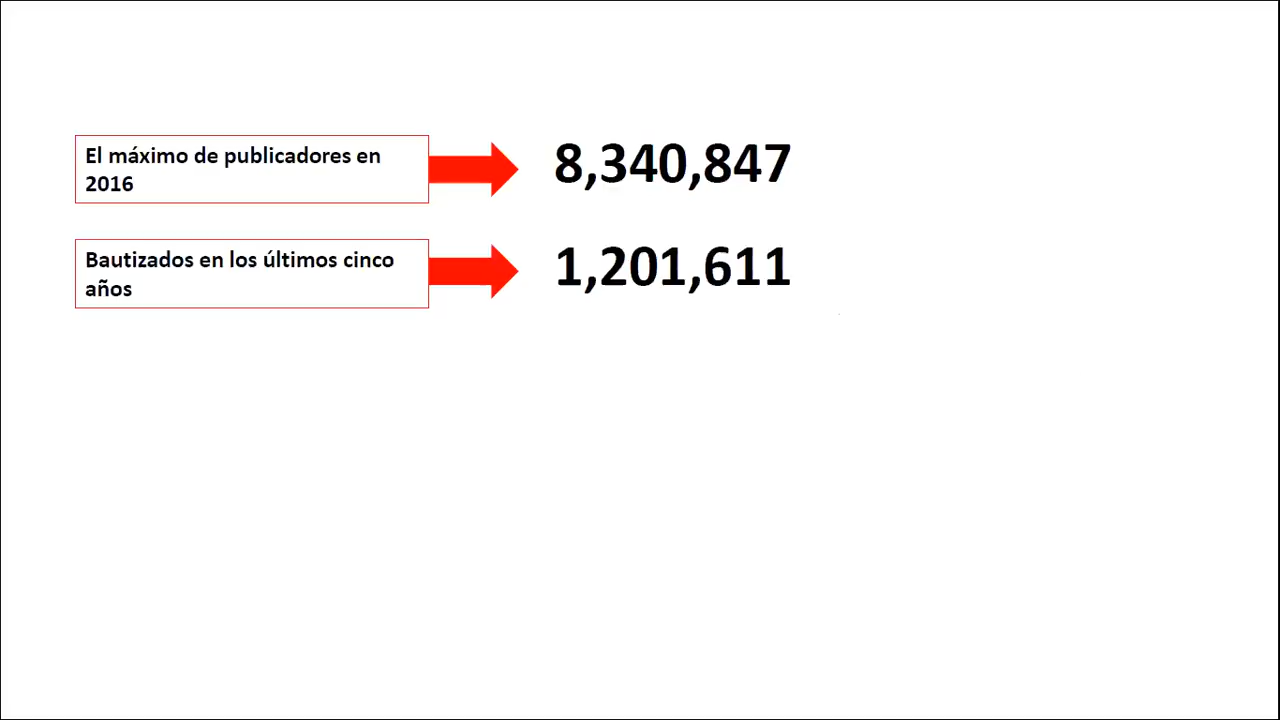 El máximo de publicadores en
2016
8,340,847
Bautizados en los últimos cinco
años
1,201,611